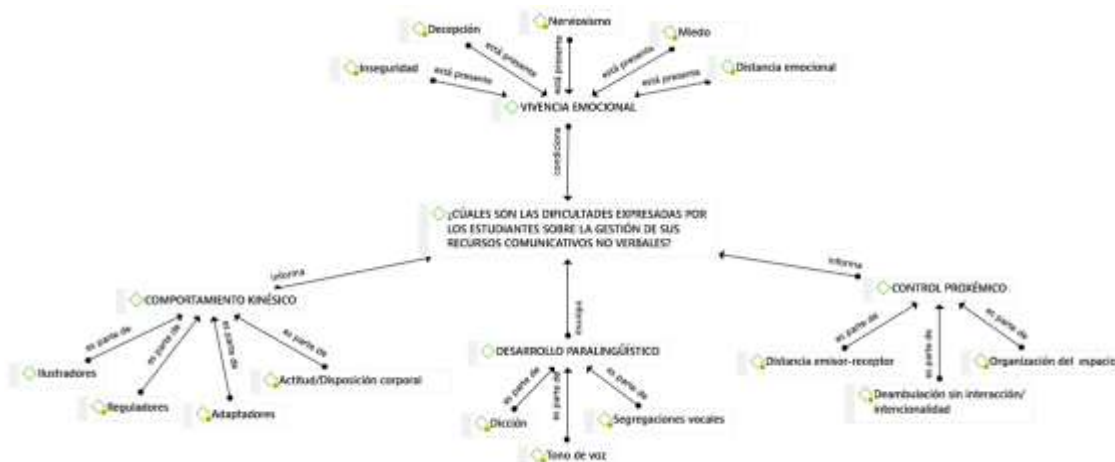 Nerviosismo
Decepción
Miedo
Inseguridad
Distancia emocional
está presente
está presente
está presente
está presente
está presente
VIVENCIA EMOCIONAL
condiciona
¿CÚALES SON LAS DIFICULTADES EXPRESADAS POR
LOS ESTUDIANTES SOBRE LA GESTIÓN DE SUS
RECURSOS COMUNICATIVOS NO VERBALES?
informa
informa
informa
COMPORTAMIENTO KINÉSICO
CONTROL PROXÉMICO
es parte de
es parte de
es parte de
es parte de
es parte de
es parte de
es parte de
DESARROLLO PARALINGÜÍSTICO
Ilustradores
Actitud/Disposición corporal
Reguladores
Adaptadores
es parte de
es parte de
es parte de
Dicción
Segregaciones vocales
Tono de voz
Distancia emisor-receptor
Organización del espacio
Deambulación sin interacción/
intencionalidad